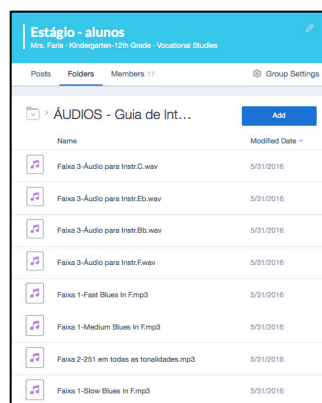 Estágio - alunos
Mrs. Faria · Kindergarten-12th Grade · Vocational Studies
Posts Folders Members 17 Group Settings
ÁUDIOS - Guia de Int... Add
Name Modified Date
Faixa 3-Áudio para Instr.C.wav 5/31/2016
Faixa 3-Áudio para Instr.Eb.wav 5/31/2016
Faixa 3-Áudio para Instr.Bb.wav 5/31/2016
Faixa 3-Áudio para Instr.F.wav 5/31/2016
Faixa 1-Fast Blues In F.mp3 5/31/2016
Faixa 1-Medium Blues In F.mp3 5/31/2016
Faixa 2-251 em todas as tonalidades.mp3 5/31/2016
Faixa 1-Slow Blues In F.mp3 5/31/2016